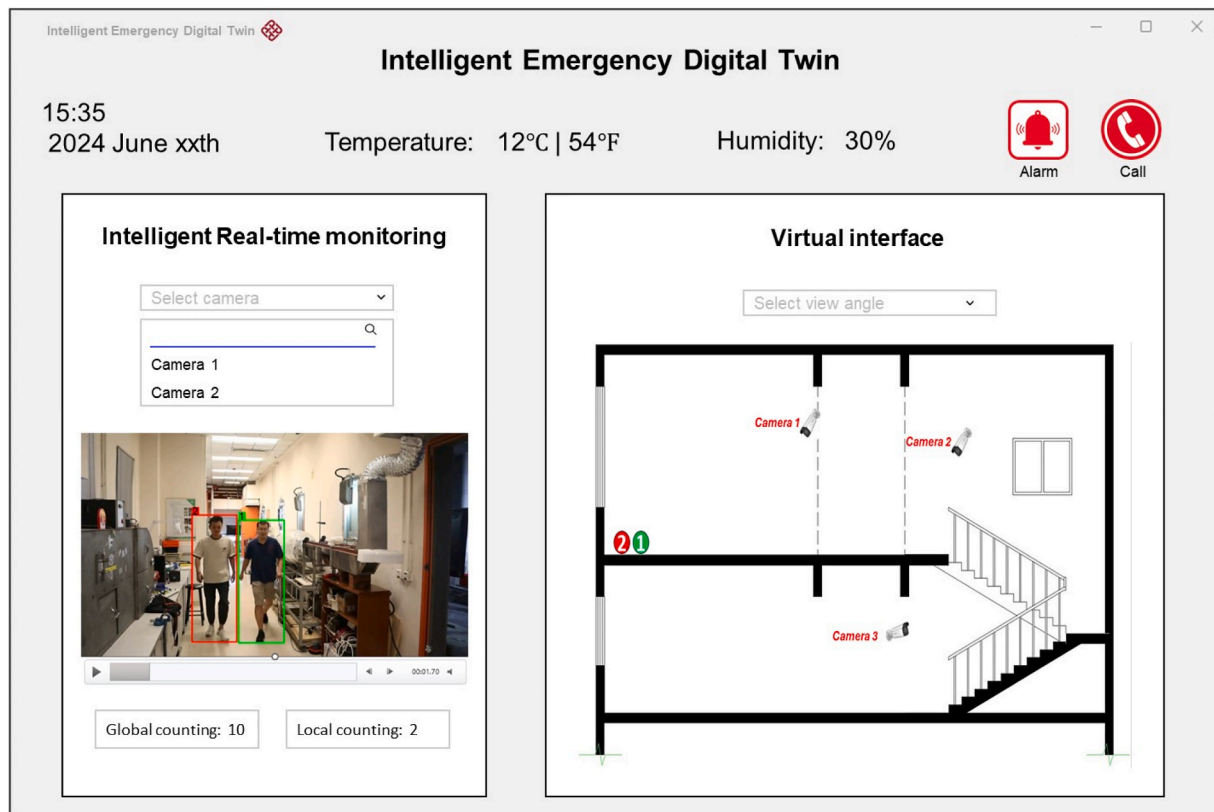 Intelligent Emergency Digital Twin
Intelligent Emergency Digital Twin
15:35
2024 June xxth
Temperature: 12°C | 54°F
Humidity: 30%
Alarm
Call
Intelligent Real-time monitoring
Select camera
Camera 1
Camera 2
00:01.70
Global counting: 10
Local counting: 2
Virtual interface
Select view angle
Camera 1
Camera 2
2 1
Camera 3